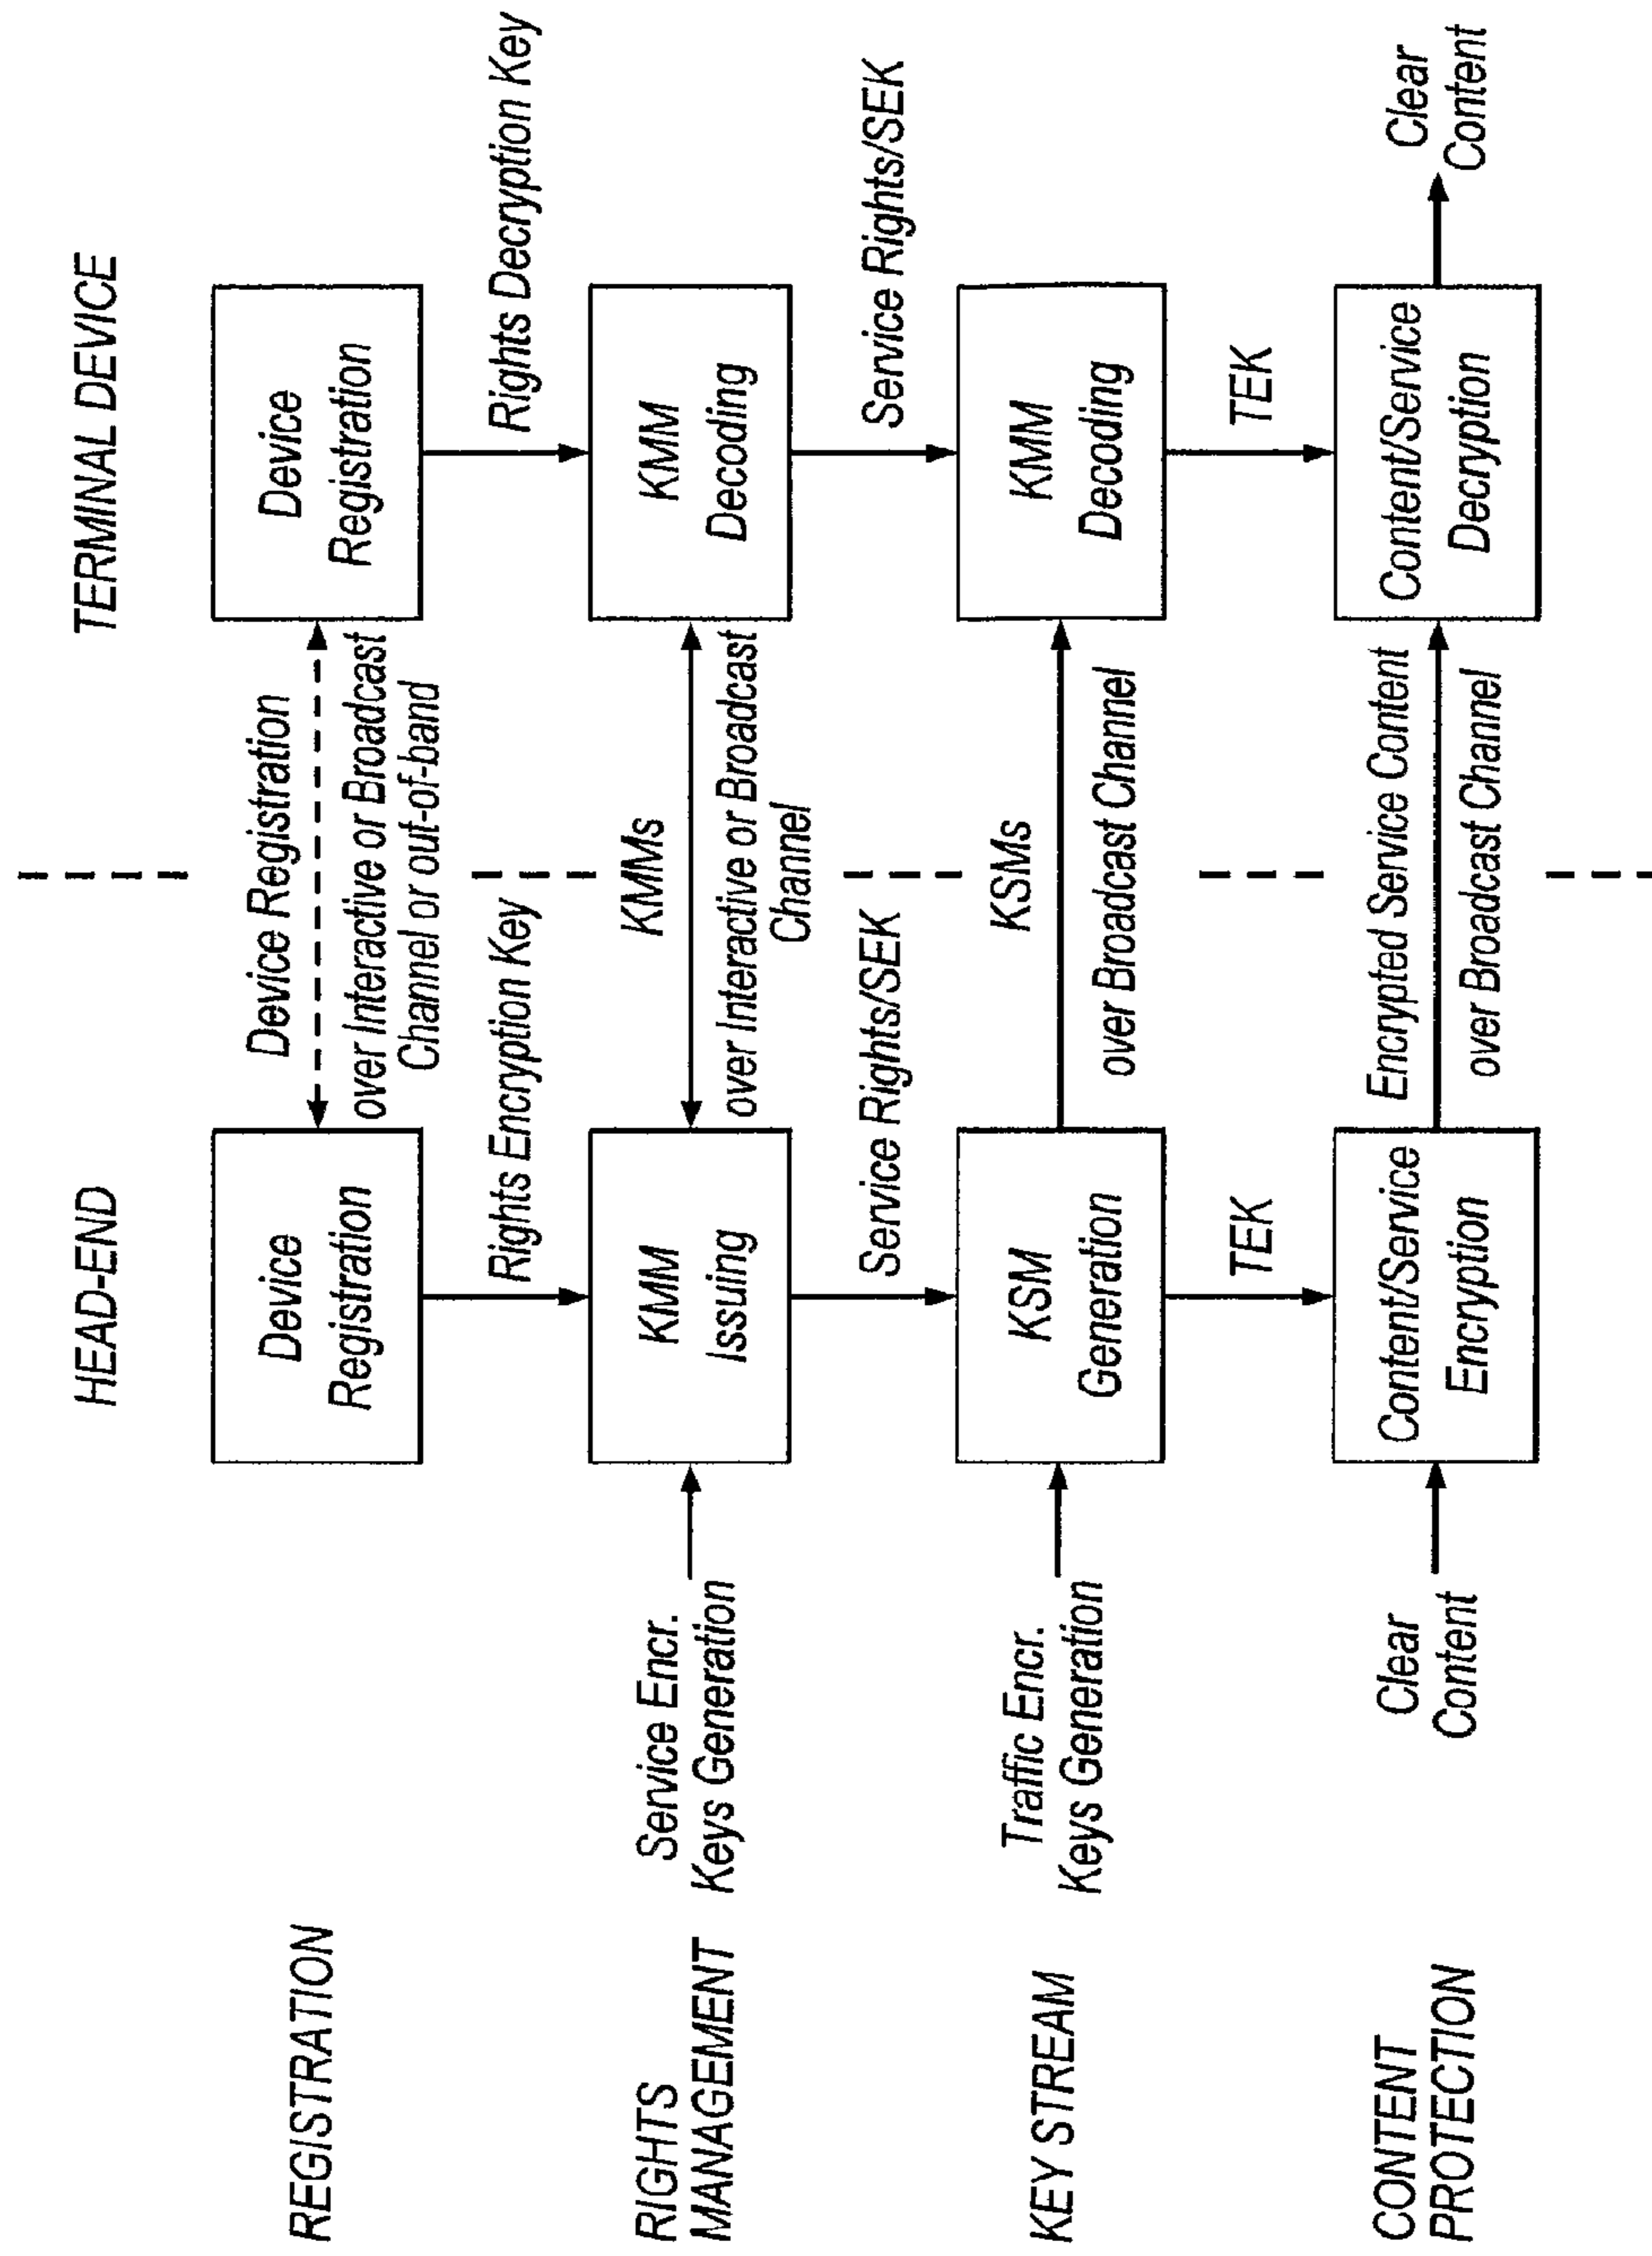 HEAD-END
TERMINAL DEVICE
REGISTRATION
Device
Registration
Device Registration
over Interactive or Broadcast
Channel or out-of-band
Device
Registration
Rights Encryption Key
Rights Decryption Key
RIGHTS
MANAGEMENT
Service Encr.
Keys Generation
KMM
Issuing
KMMs
over Interactive or Broadcast
Channel
KMM
Decoding
Service Rights/SEK
Service Rights/SEK
KEY STREAM
Traffic Encr.
Keys Generation
KSM
Generation
KSMs
over Broadcast Channel
KMM
Decoding
TEK
TEK
CONTENT
PROTECTION
Clear
Content
Content/Service
Encryption
Encrypted Service Content
over Broadcast Channel
Content/Service
Decryption
Clear
Content